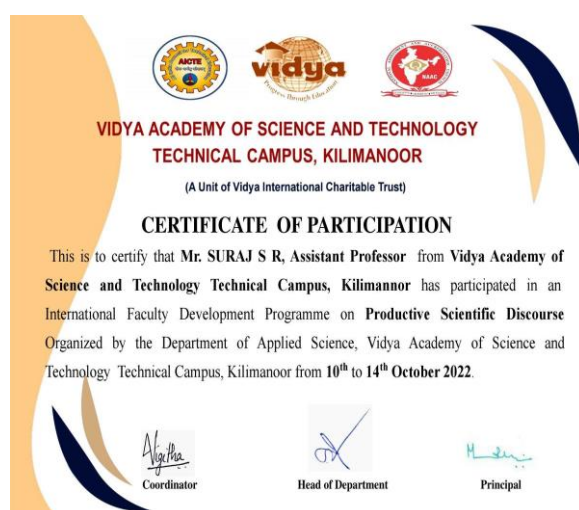 AICTE
vidya
Progress Through Education
NAAC
VIDYA ACADEMY OF SCIENCE AND TECHNOLOGY
TECHNICAL CAMPUS, KILIMANOOR
(A Unit of Vidya International Charitable Trust)
CERTIFICATE OF PARTICIPATION
This is to certify that Mr. SURAJ S R, Assistant Professor from Vidya Academy of
Science and Technology Technical Campus, Kilimannor has participated in an
International Faculty Development Programme on Productive Scientific Discourse
Organized by the Department of Applied Science, Vidya Academy of Science and
Technology Technical Campus, Kilimanoor from 10th to 14th October 2022.
Coordinator
Head of Department
Principal